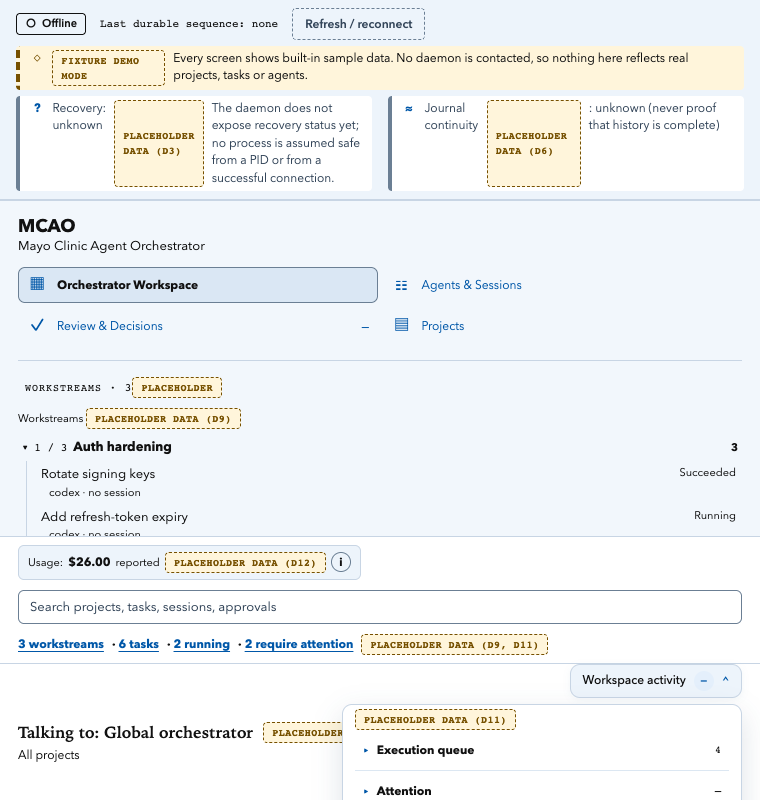 Offline Last durable sequence: none Refresh / reconnect
FIXTURE DEMO MODE
Every screen shows built-in sample data. No daemon is contacted, so nothing here reflects real
projects, tasks or agents.
? Recovery:
unknown
PLACEHOLDER
DATA (D3)
The daemon does not
expose recovery status yet;
no process is assumed safe
from a PID or from a
successful connection.
≈ Journal
continuity
PLACEHOLDER
DATA (D6)
: unknown (never proof
that history is complete)
MCAO
Mayo Clinic Agent Orchestrator
Orchestrator Workspace
Agents & Sessions
Review & Decisions –
Projects
WORKSTREAMS · 3 PLACEHOLDER
Workstreams PLACEHOLDER DATA (D9)
▾ 1 / 3 Auth hardening 3
Rotate signing keys Succeeded
codex · no session
Add refresh-token expiry Running
codex · no session
Usage: $26.00 reported PLACEHOLDER DATA (D12) i
Search projects, tasks, sessions, approvals
3 workstreams · 6 tasks · 2 running · 2 require attention PLACEHOLDER DATA (D9, D11)
Workspace activity – ^
Talking to: Global orchestrator PLACEHOLDER
All projects
PLACEHOLDER DATA (D11)
▸ Execution queue 4
▸ Attention –